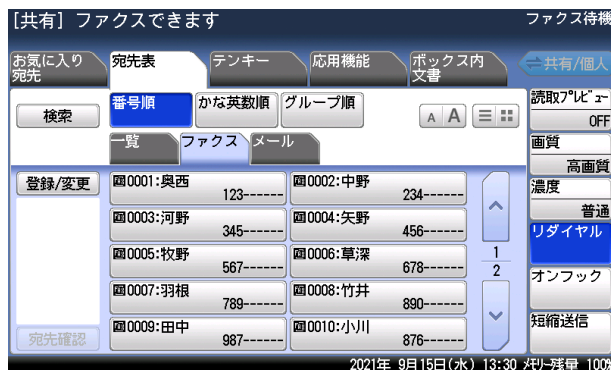 [共有] ファクスできます
ファクス待機
お気に入り
宛先
宛先表
テンキー
応用機能
ボックス内
文書
共有/個人
検索
番号順
かな英数順
グループ順
A A
読取プレビュー
OFF
一覧
ファクス
メール
画質
高画質
登録/変更
0001:奥西
123------
0002:中野
234------
濃度
普通
0003:河野
345------
0004:矢野
456------
リダイヤル
0005:牧野
567------
0006:草深
678------
1
2
オンフック
0007:羽根
789------
0008:竹井
890------
短縮送信
0009:田中
987------
0010:小川
876------
宛先確認
2021年 9月15日(水) 13:30 メモリー残量 100%